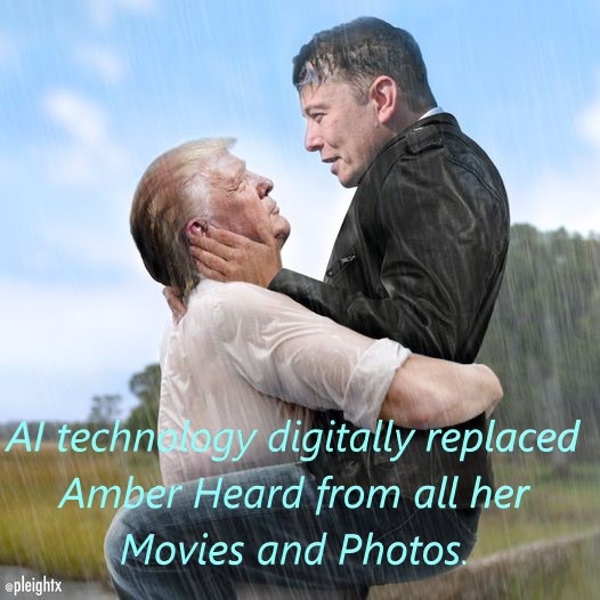 AI technology digitally replaced
Amber Heard from all her
Movies and Photos.
@pleightx